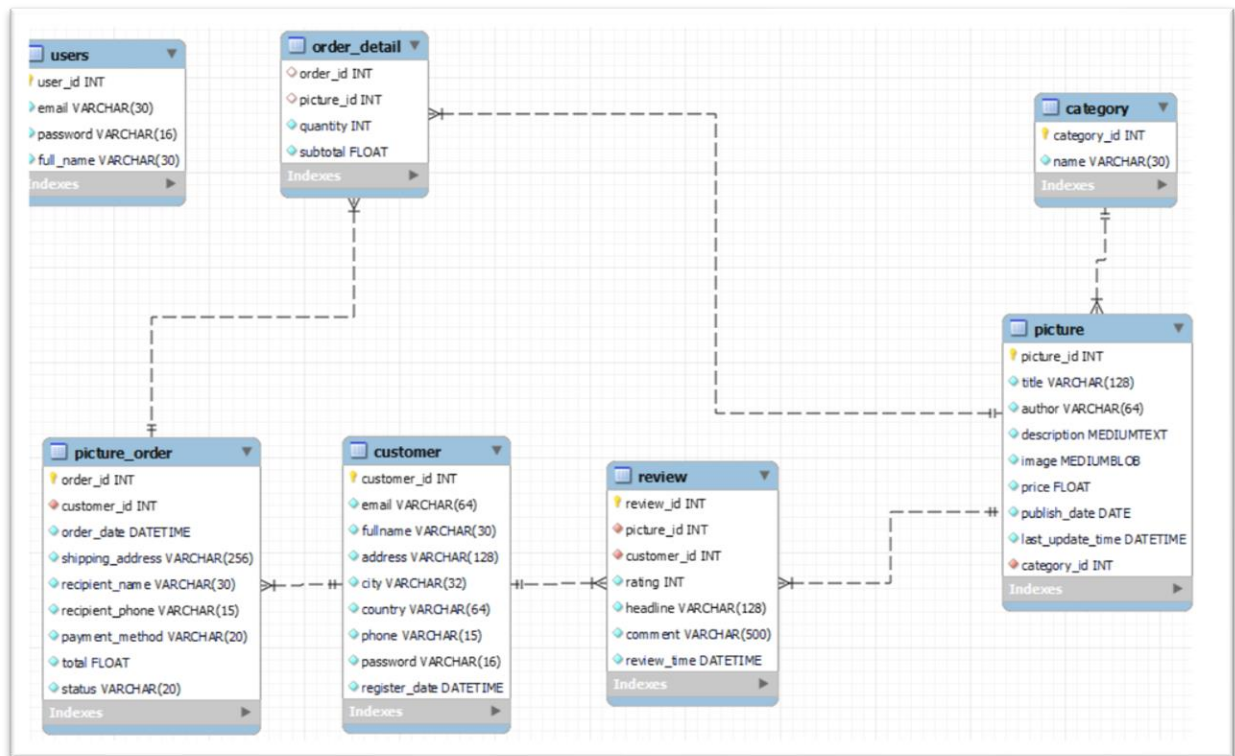 users
user_id INT
email VARCHAR(30)
password VARCHAR(16)
full_name VARCHAR(30)
Indexes
order_detail
order_id INT
picture_id INT
quantity INT
subtotal FLOAT
Indexes
category
category_id INT
name VARCHAR(30)
Indexes
picture
picture_id INT
title VARCHAR(128)
author VARCHAR(64)
description MEDIUMTEXT
image MEDIUMBLOB
price FLOAT
publish_date DATE
last_update_time DATETIME
category_id INT
Indexes
picture_order
order_id INT
customer_id INT
order_date DATETIME
shipping_address VARCHAR(256)
recipient_name VARCHAR(30)
recipient_phone VARCHAR(15)
payment_method VARCHAR(20)
total FLOAT
status VARCHAR(20)
Indexes
customer
customer_id INT
email VARCHAR(64)
fullname VARCHAR(30)
address VARCHAR(128)
city VARCHAR(32)
country VARCHAR(64)
phone VARCHAR(15)
password VARCHAR(16)
register_date DATETIME
Indexes
review
review_id INT
picture_id INT
customer_id INT
rating INT
headline VARCHAR(128)
comment VARCHAR(500)
review_time DATETIME
Indexes